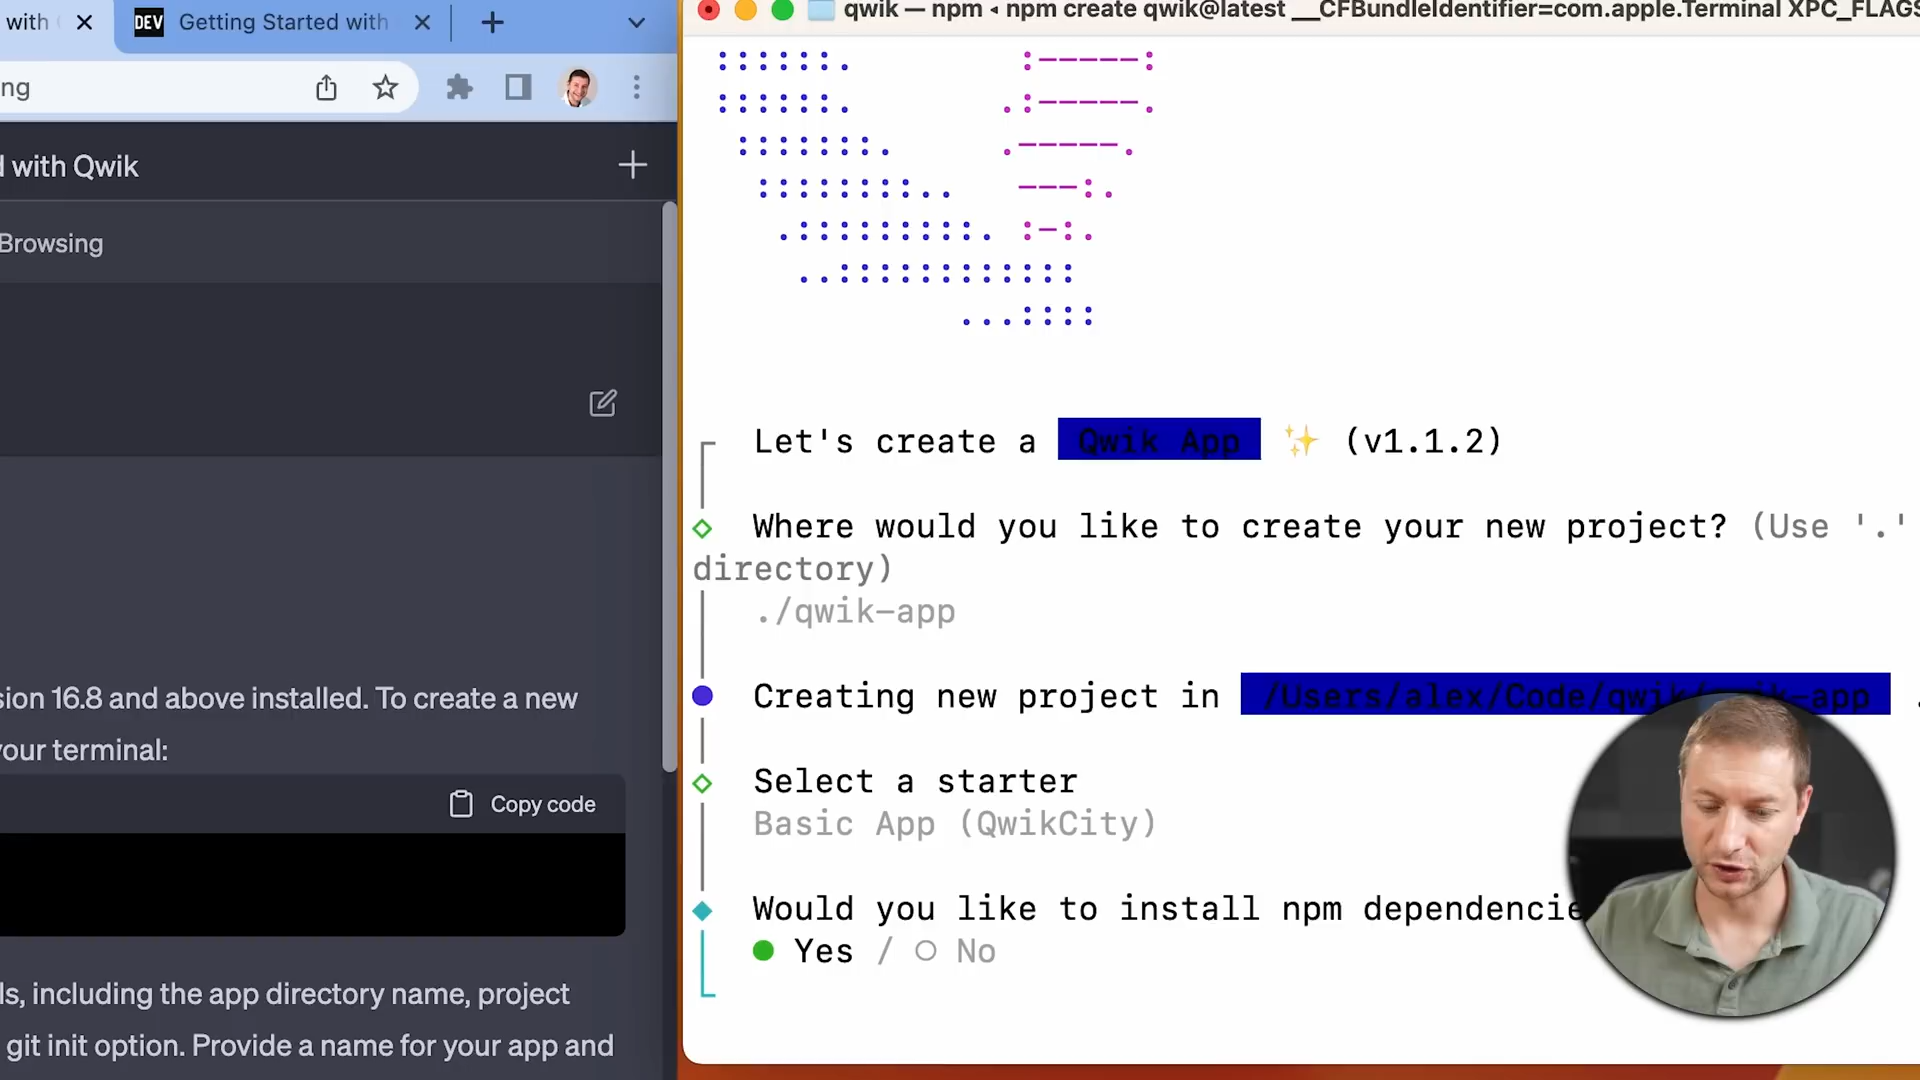 with
DEV Getting Started with
ng
with Qwik
Browsing
sion 16.8 and above installed. To create a new
your terminal:
Copy code
ls, including the app directory name, project
git init option. Provide a name for your app and
qwik — npm ◂ npm create qwik@latest __CFBundleIdentifier=com.apple.Terminal XPC_FLAGS
Let's create a Qwik App ✨ (v1.1.2)
Where would you like to create your new project? (Use '.'
directory)
./qwik-app
Creating new project in /Users/alex/Code/qwik/qwik-app .
Select a starter
Basic App (QwikCity)
Would you like to install npm dependencie
Yes / No